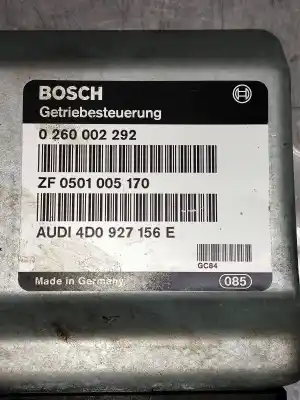 BOSCH
Getriebesteuerung
0 260 002 292
ZF 0501 005 170
AUDI 4D0 927 156 E
GC84
Made in Germany
085